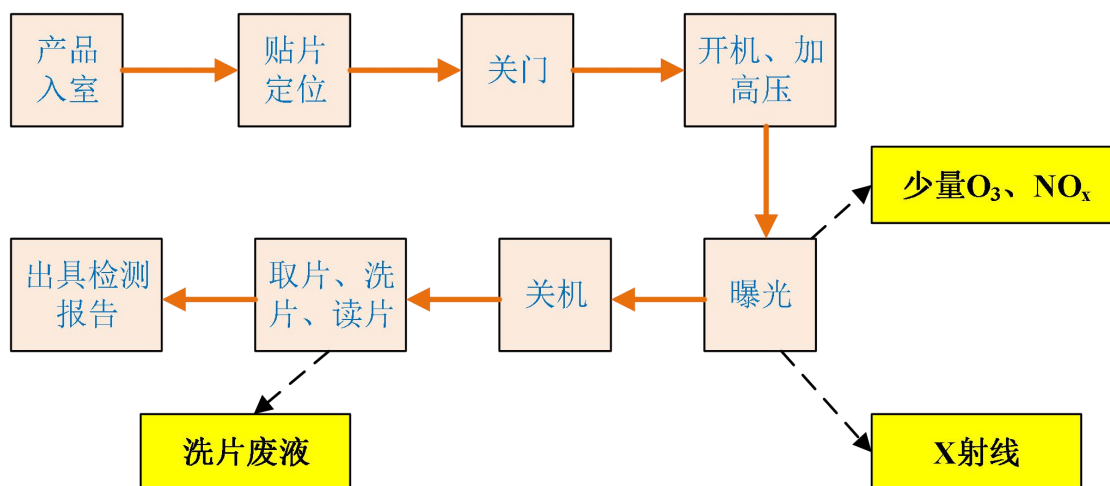 产品
入室
贴片
定位
关门
开机、加
高压
少量O₃、NOₓ
出具检测
报告
取片、洗
片、读片
关机
曝光
洗片废液
X射线